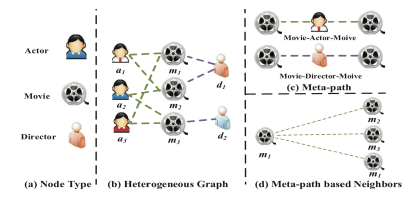 Actor
Movie
Director
(a) Node Type
a1
a2
a3
m1
m2
m3
d1
d2
(b) Heterogeneous Graph
Movie-Actor-Moive
Movie-Director-Moive
(c) Meta-path
m1
m2
m3
m1
(d) Meta-path based Neighbors